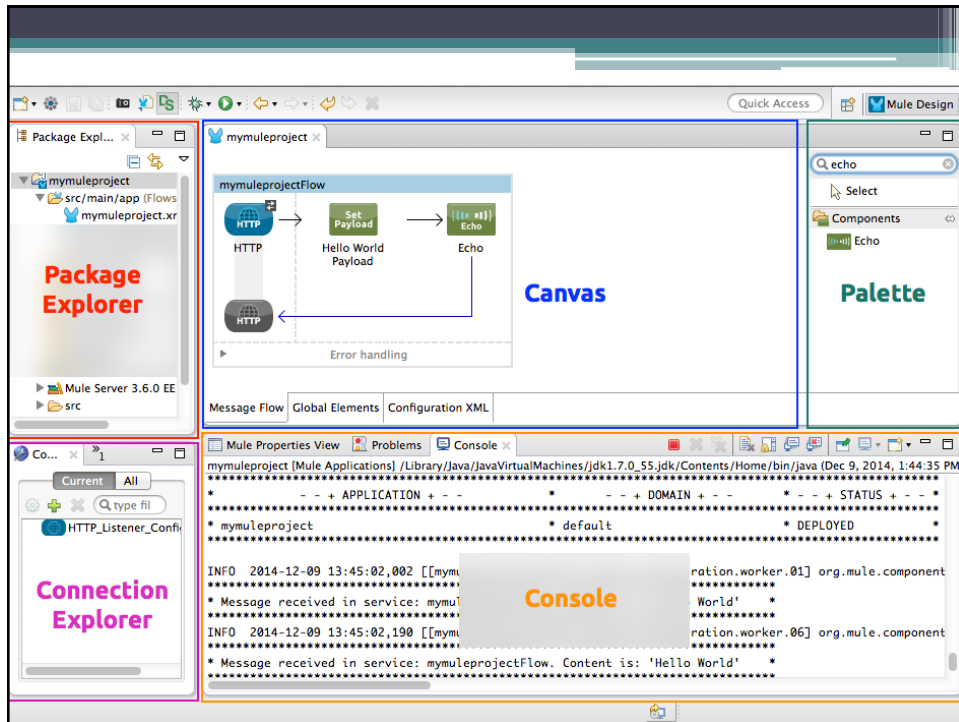 Quick Access
Mule Design
Package Expl...
mymuleproject
src/main/app (Flows
mymuleproject.xr
Package
Explorer
Mule Server 3.6.0 EE
src
mymuleproject
mymuleprojectFlow
HTTP
HTTP
Set
Payload
Hello World
Payload
Echo
Echo
HTTP
Error handling
Canvas
Message Flow
Global Elements
Configuration XML
echo
Select
Components
Echo
Palette
Co...
»1
Current
All
type fil
HTTP_Listener_Confi
Connection
Explorer
Mule Properties View
Problems
Console
mymuleproject [Mule Applications] /Library/Java/JavaVirtualMachines/jdk1.7.0_55.jdk/Contents/Home/bin/java (Dec 9, 2014, 1:44:35 PM
* - - + APPLICATION + - - * - - + DOMAIN + - - * - - + STATUS + - - *
* mymuleproject * default * DEPLOYED *
INFO 2014-12-09 13:45:02,002 [[mymu ration.worker.01] org.mule.component
* Message received in service: mymul World' *
INFO 2014-12-09 13:45:02,190 [[mymu ration.worker.06] org.mule.component
* Message received in service: mymuleprojectFlow. Content is: 'Hello World' *
Console